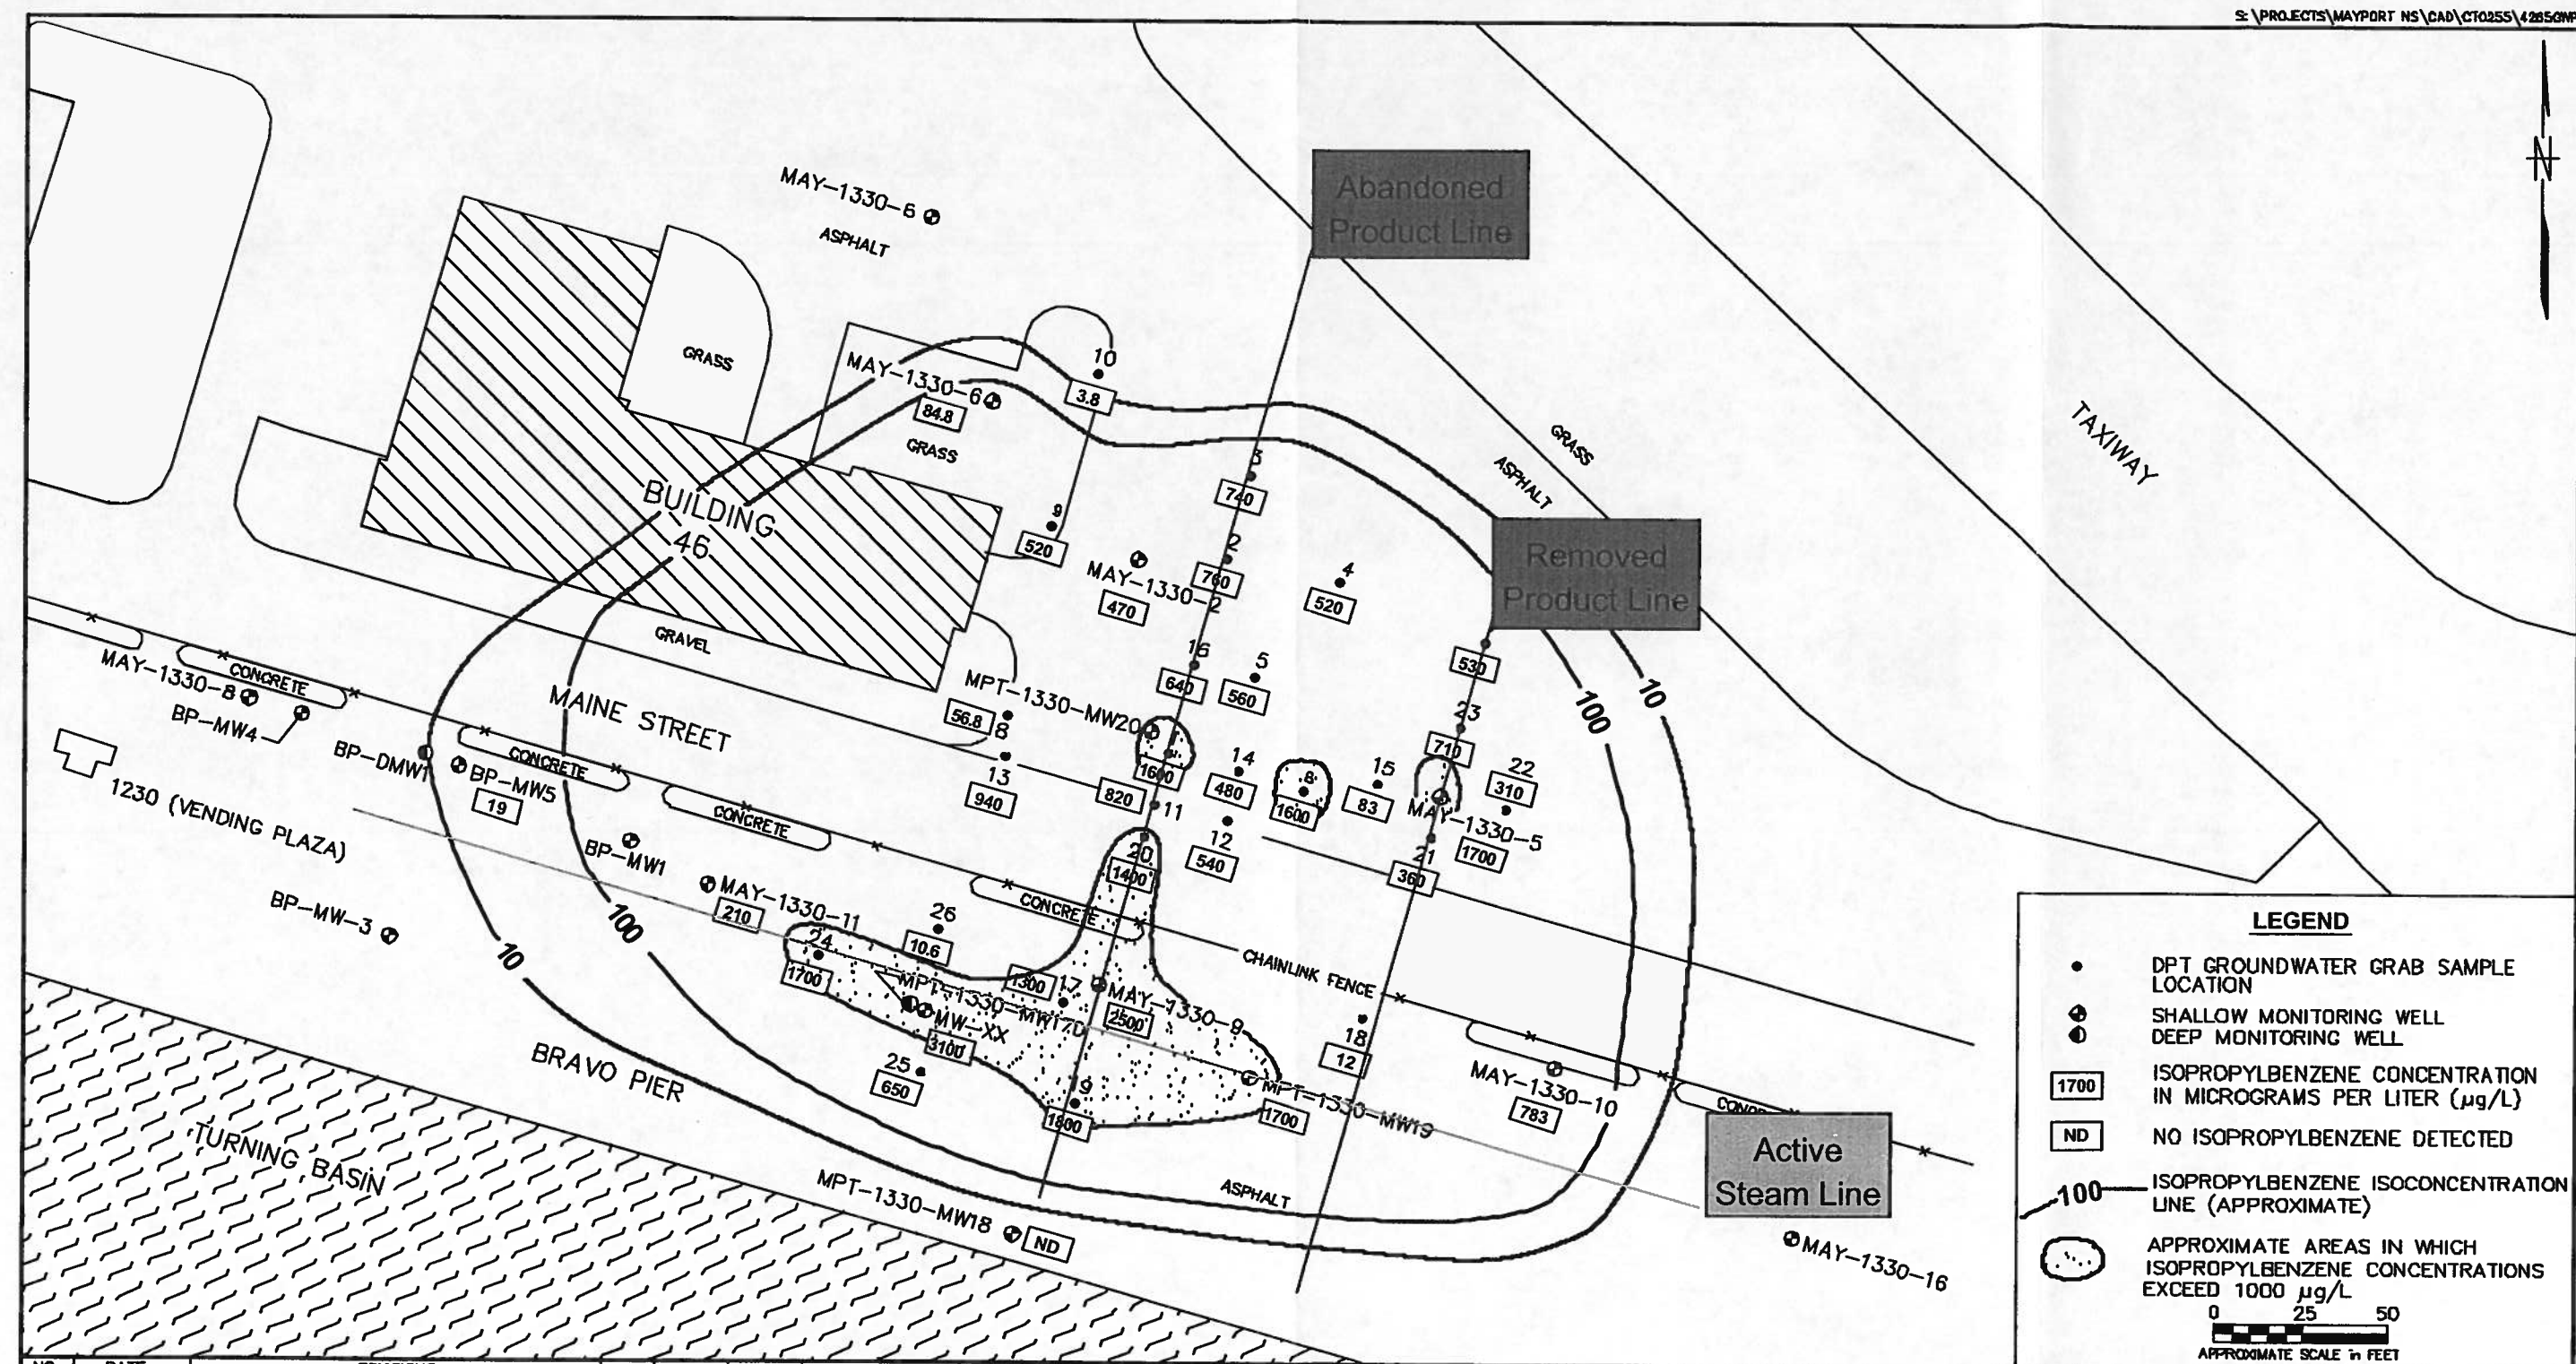 S:\PROJECTS\MAYPORT NS\CAD\CTO255\4285GNP
N
MAY-1330-6
ASPHALT
Abandoned
Product Line
GRASS
MAY-1330-6
84.8
GRASS
10
3.8
TAXIWAY
GRASS
ASPHALT
3
740
BUILDING
46
9
520
2
760
MAY-1330-2
470
4
520
Removed
Product Line
GRAVEL
16
640
5
560
530
100
10
MAY-1330-8
CONCRETE
BP-MW4
MAINE STREET
MPT-1330-MW20
56.8
8
23
710
BP-DMW1
CONCRETE
BP-MW5
19
13
940
1600
14
480
6
1600
15
83
22
310
MAY-1330-5
1700
1230 (VENDING PLAZA)
CONCRETE
820
11
12
540
20
1400
21
360
BP-MW1
MAY-1330-11
210
BP-MW-3
26
10.6
CONCRETE
CHAINLINK FENCE
10
100
24
1700
MPT-1330-MW17D
MW-XX
3100
1300
17
MAY-1330-9
2500
18
12
BRAVO PIER
25
650
19
1800
MPT-1330-MW19
1700
MAY-1330-10
783
TURNING BASIN
MPT-1330-MW18
ND
ASPHALT
Active
Steam Line
MAY-1330-16
LEGEND
DPT GROUNDWATER GRAB SAMPLE
LOCATION
SHALLOW MONITORING WELL
DEEP MONITORING WELL
1700
ISOPROPYLBENZENE CONCENTRATION
IN MICROGRAMS PER LITER (µg/L)
ND
NO ISOPROPYLBENZENE DETECTED
100
ISOPROPYLBENZENE ISOCONCENTRATION
LINE (APPROXIMATE)
APPROXIMATE AREAS IN WHICH
ISOPROPYLBENZENE CONCENTRATIONS
EXCEED 1000 µg/L
0 25 50
APPROXIMATE SCALE in FEET